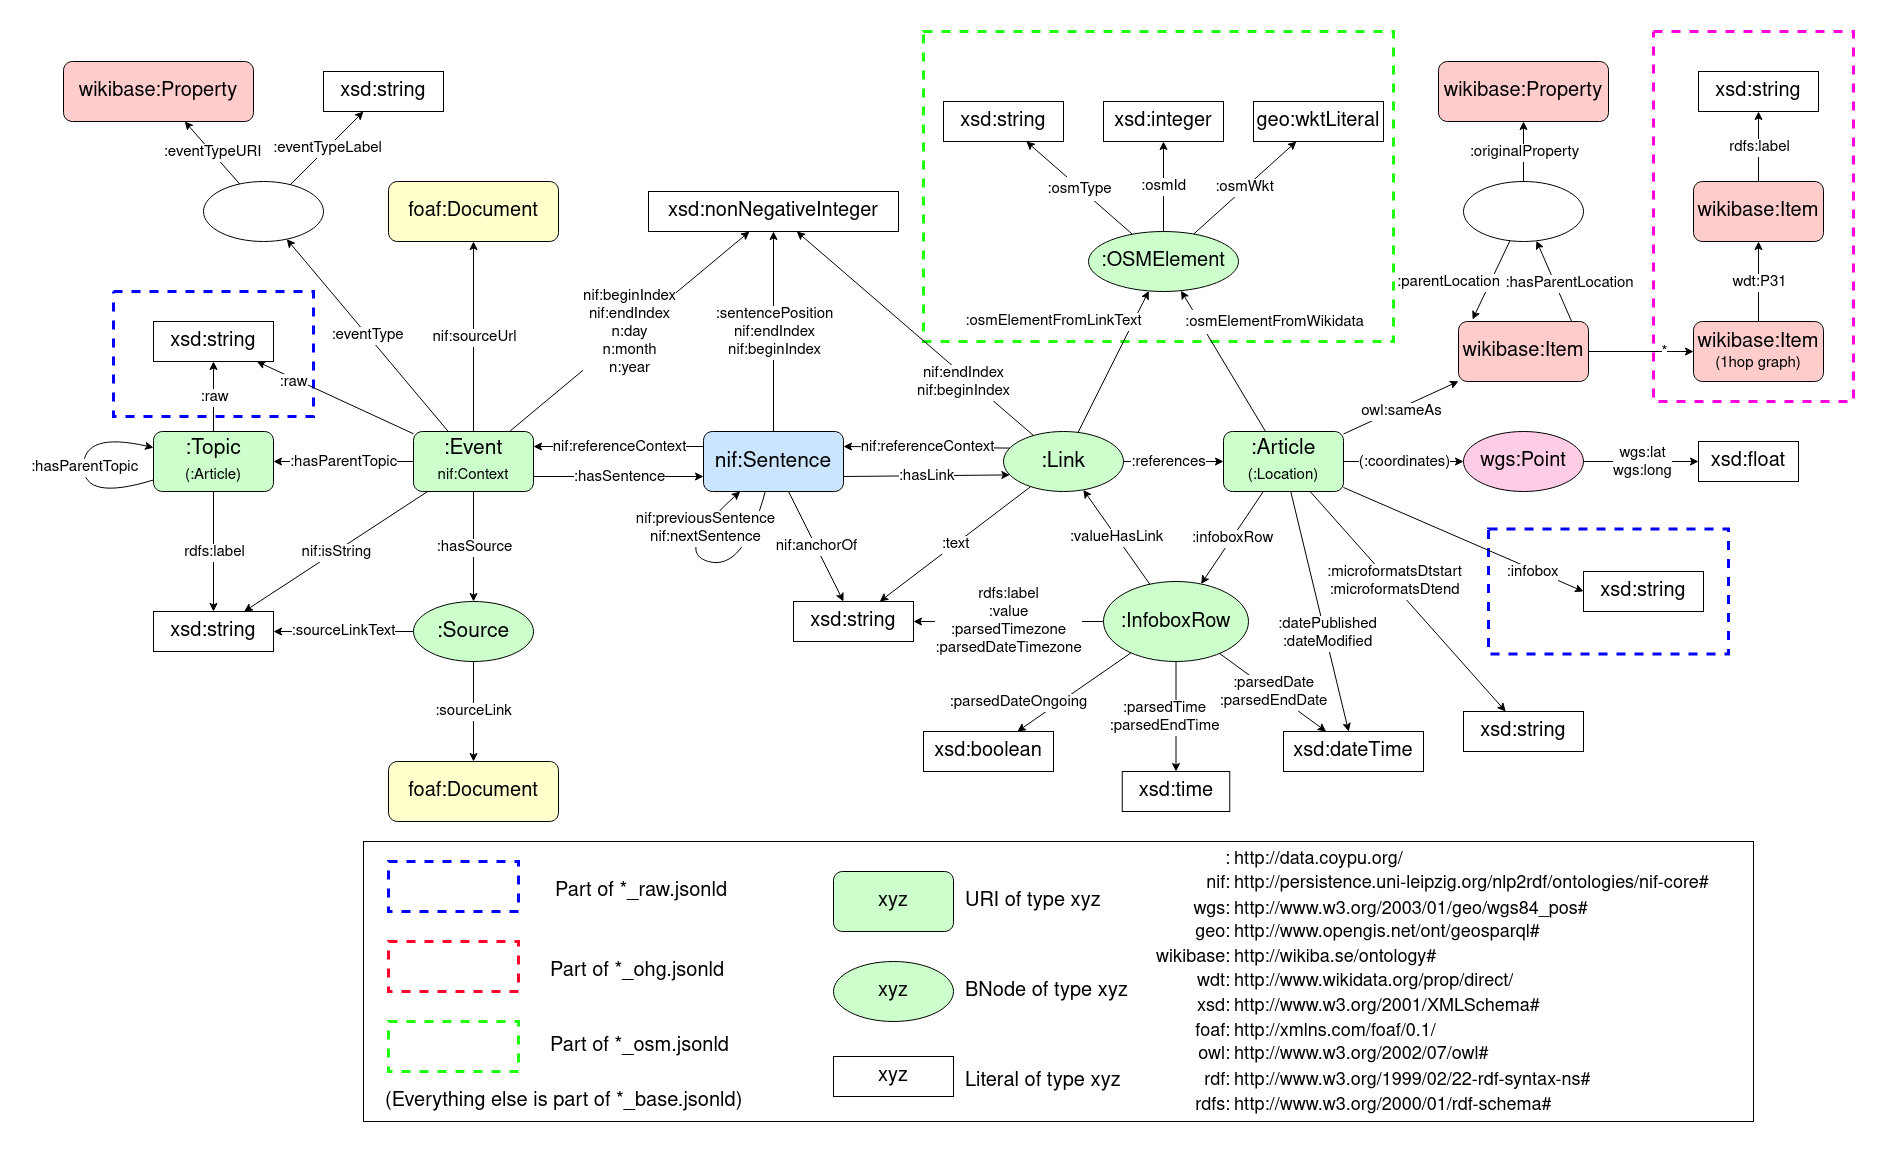 wikibase:Property
xsd:string
:eventTypeURI
:eventTypeLabel
foaf:Document
xsd:nonNegativeInteger
xsd:string
xsd:integer
geo:wktLiteral
:osmType
:osmId
:osmWkt
:OSMElement
:osmElementFromLinkText
:osmElementFromWikidata
wikibase:Property
:originalProperty
:parentLocation
:hasParentLocation
wikibase:Item
*
xsd:string
rdfs:label
wikibase:Item
wdt:P31
wikibase:Item
(1hop graph)
xsd:string
:raw
:raw
:eventType
nif:sourceUrl
nif:beginIndex
nif:endIndex
n:day
n:month
n:year
:sentencePosition
nif:endIndex
nif:beginIndex
nif:endIndex
nif:beginIndex
owl:sameAs
:hasParentTopic
:Topic
(:Article)
:hasParentTopic
:Event
nif:Context
nif:referenceContext
:hasSentence
nif:Sentence
nif:referenceContext
:hasLink
:Link
:references
:Article
(:Location)
(:coordinates)
wgs:Point
wgs:lat
wgs:long
xsd:float
rdfs:label
nif:isString
:hasSource
nif:previousSentence
nif:nextSentence
nif:anchorOf
:text
:valueHasLink
:infoboxRow
:microformatsDtstart
:microformatsDtend
:infobox
xsd:string
xsd:string
:sourceLinkText
:Source
xsd:string
rdfs:label
:value
:parsedTimezone
:parsedDateTimezone
:InfoboxRow
:datePublished
:dateModified
:sourceLink
:parsedDateOngoing
:parsedTime
:parsedEndTime
:parsedDate
:parsedEndDate
xsd:boolean
xsd:time
xsd:dateTime
xsd:string
foaf:Document
Part of *_raw.jsonld
Part of *_ohg.jsonld
Part of *_osm.jsonld
(Everything else is part of *_base.jsonld)
xyz
URI of type xyz
xyz
BNode of type xyz
xyz
Literal of type xyz
: http://data.coypu.org/
nif: http://persistence.uni-leipzig.org/nlp2rdf/ontologies/nif-core#
wgs: http://www.w3.org/2003/01/geo/wgs84_pos#
geo: http://www.opengis.net/ont/geosparql#
wikibase: http://wikiba.se/ontology#
wdt: http://www.wikidata.org/prop/direct/
xsd: http://www.w3.org/2001/XMLSchema#
foaf: http://xmlns.com/foaf/0.1/
owl: http://www.w3.org/2002/07/owl#
rdf: http://www.w3.org/1999/02/22-rdf-syntax-ns#
rdfs: http://www.w3.org/2000/01/rdf-schema#